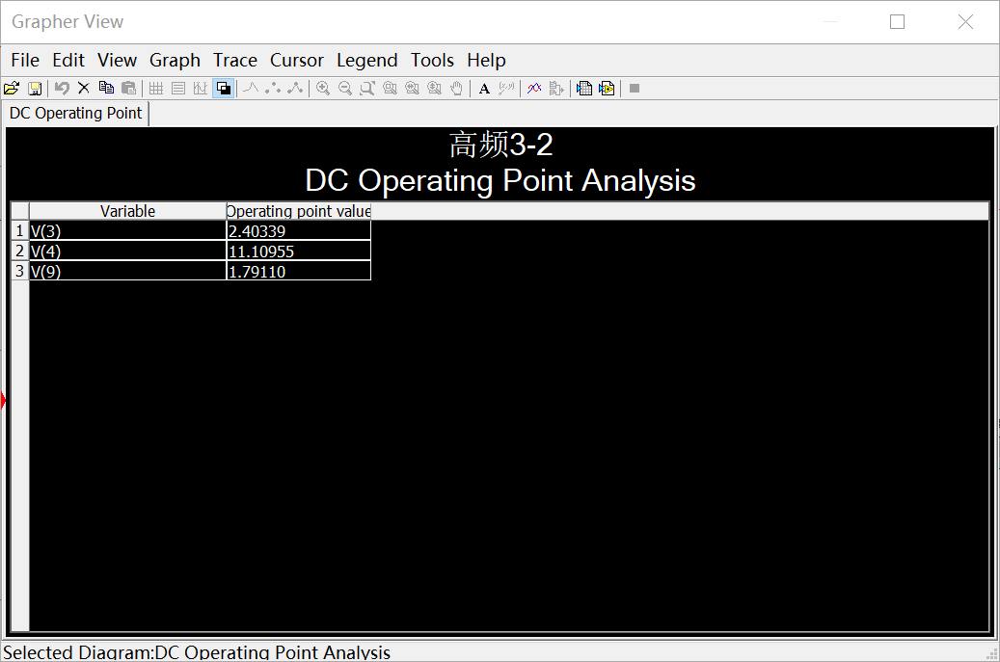 Grapher View
File Edit View Graph Trace Cursor Legend Tools Help
A
DC Operating Point
高频3-2
DC Operating Point Analysis
Variable Operating point value
1 V(3) 2.40339
2 V(4) 11.10955
3 V(9) 1.79110
Selected Diagram:DC Operating Point Analysis